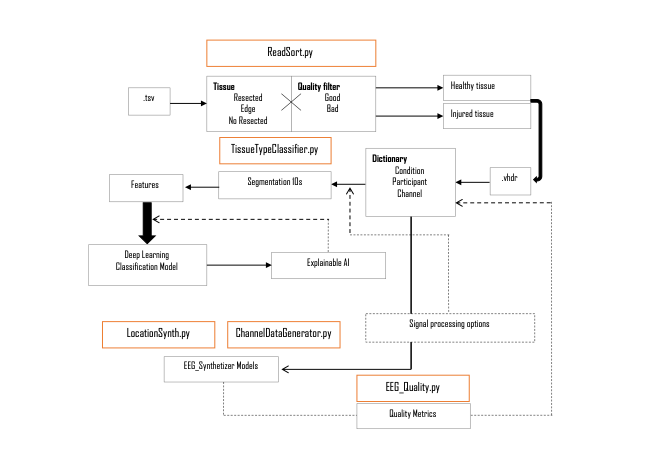 ReadSort.py
.tsv
Tissue
Resected
Edge
No Resected
Quality filter
Good
Bad
Healthy tissue
Injured tissue
TissueTypeClassifier.py
Features
Segmentation IOs
Dictionary
Condition
Participant
Channel
.vhdr
Deep Learning
Classification Model
Explainable AI
LocationSynth.py
ChannelDataGenerator.py
Signal processing options
EEG_Synthetizer Models
EEG_Quality.py
Quality Metrics